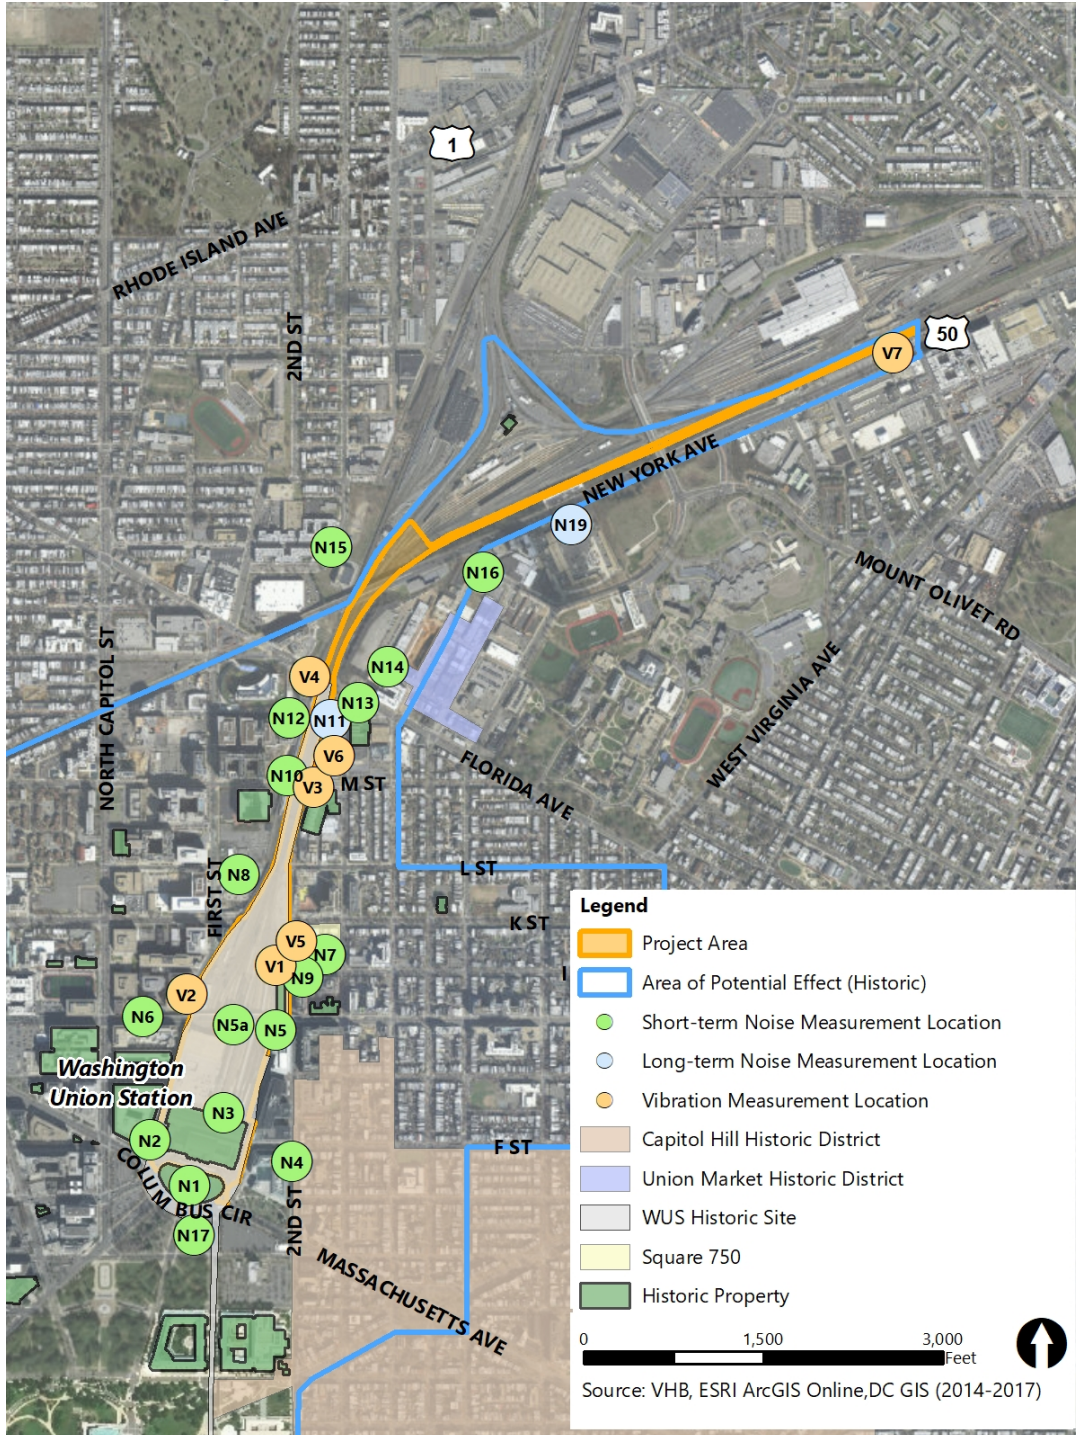 1
RHODE ISLAND AVE
2ND ST
50
V7
NEW YORK AVE
N19
N15
N16
MOUNT OLIVET RD
NORTH CAPITOL ST
N14
V4
N13
N12
N11
WEST VIRGINIA AVE
V6
N10
V3
M ST
FLORIDA AVE
L ST
N8
FIRST ST
K ST
V5
N7
V1
N9
I
V2
N6
N5a
N5
Washington
Union Station
N3
N2
F ST
N4
N1
COLUMBUS CIR
2ND ST
N17
MASSACHUSETTS AVE
Legend
Project Area
Area of Potential Effect (Historic)
Short-term Noise Measurement Location
Long-term Noise Measurement Location
Vibration Measurement Location
Capitol Hill Historic District
Union Market Historic District
WUS Historic Site
Square 750
Historic Property
0 1,500 3,000
Feet
Source: VHB, ESRI ArcGIS Online,DC GIS (2014-2017)